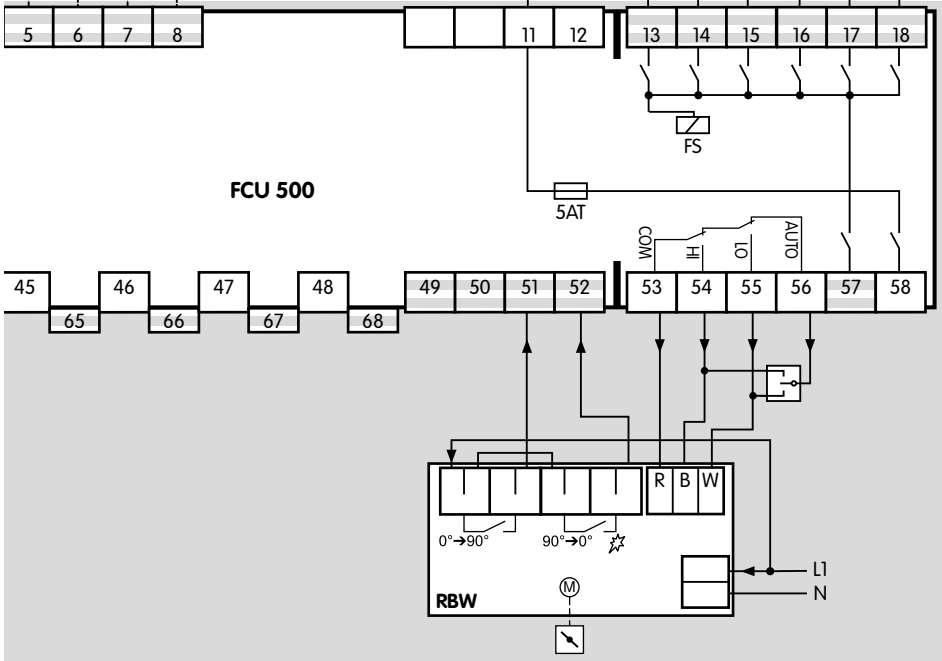 5 6 7 8 11 12 13 14 15 16 17 18
FS
FCU 500
5AT
COM HI LO AUTO
45 46 47 48 49 50 51 52 53 54 55 56 57 58
65 66 67 68
R B W
0°→90° 90°→0°
M
L1
N
RBW